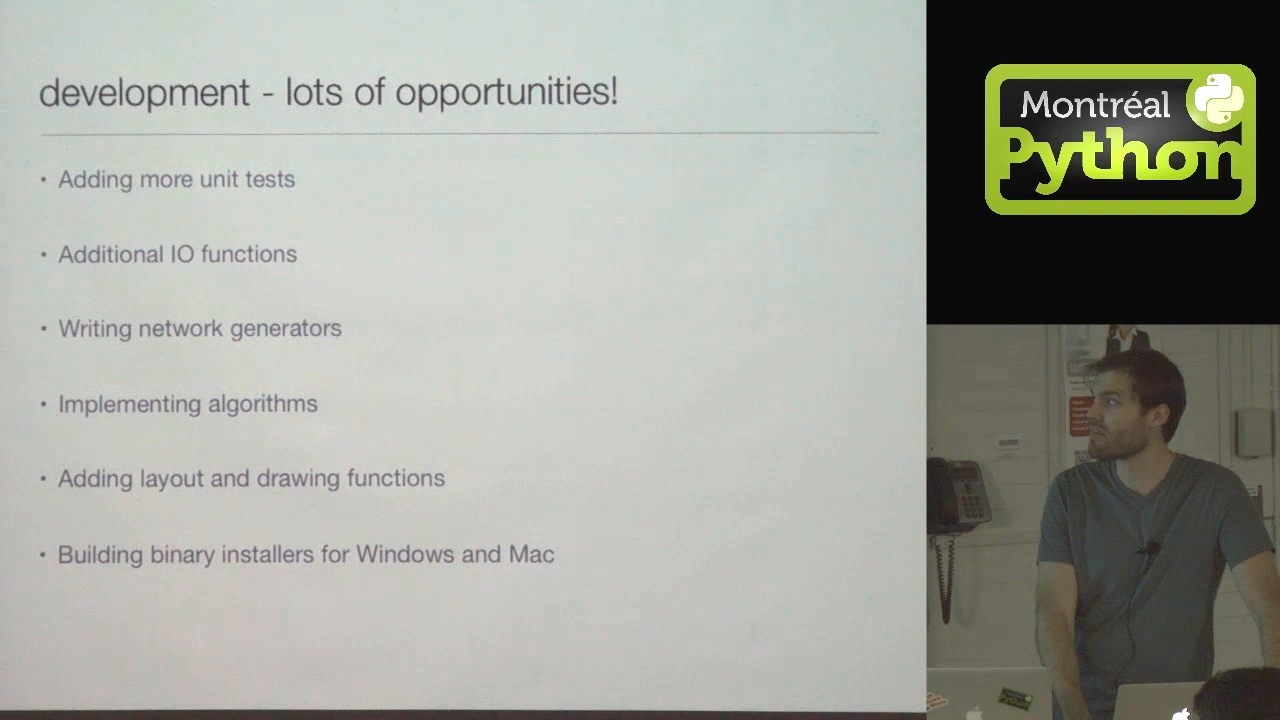 development - lots of opportunities!
• Adding more unit tests
• Additional IO functions
• Writing network generators
• Implementing algorithms
• Adding layout and drawing functions
• Building binary installers for Windows and Mac
Montréal
Python